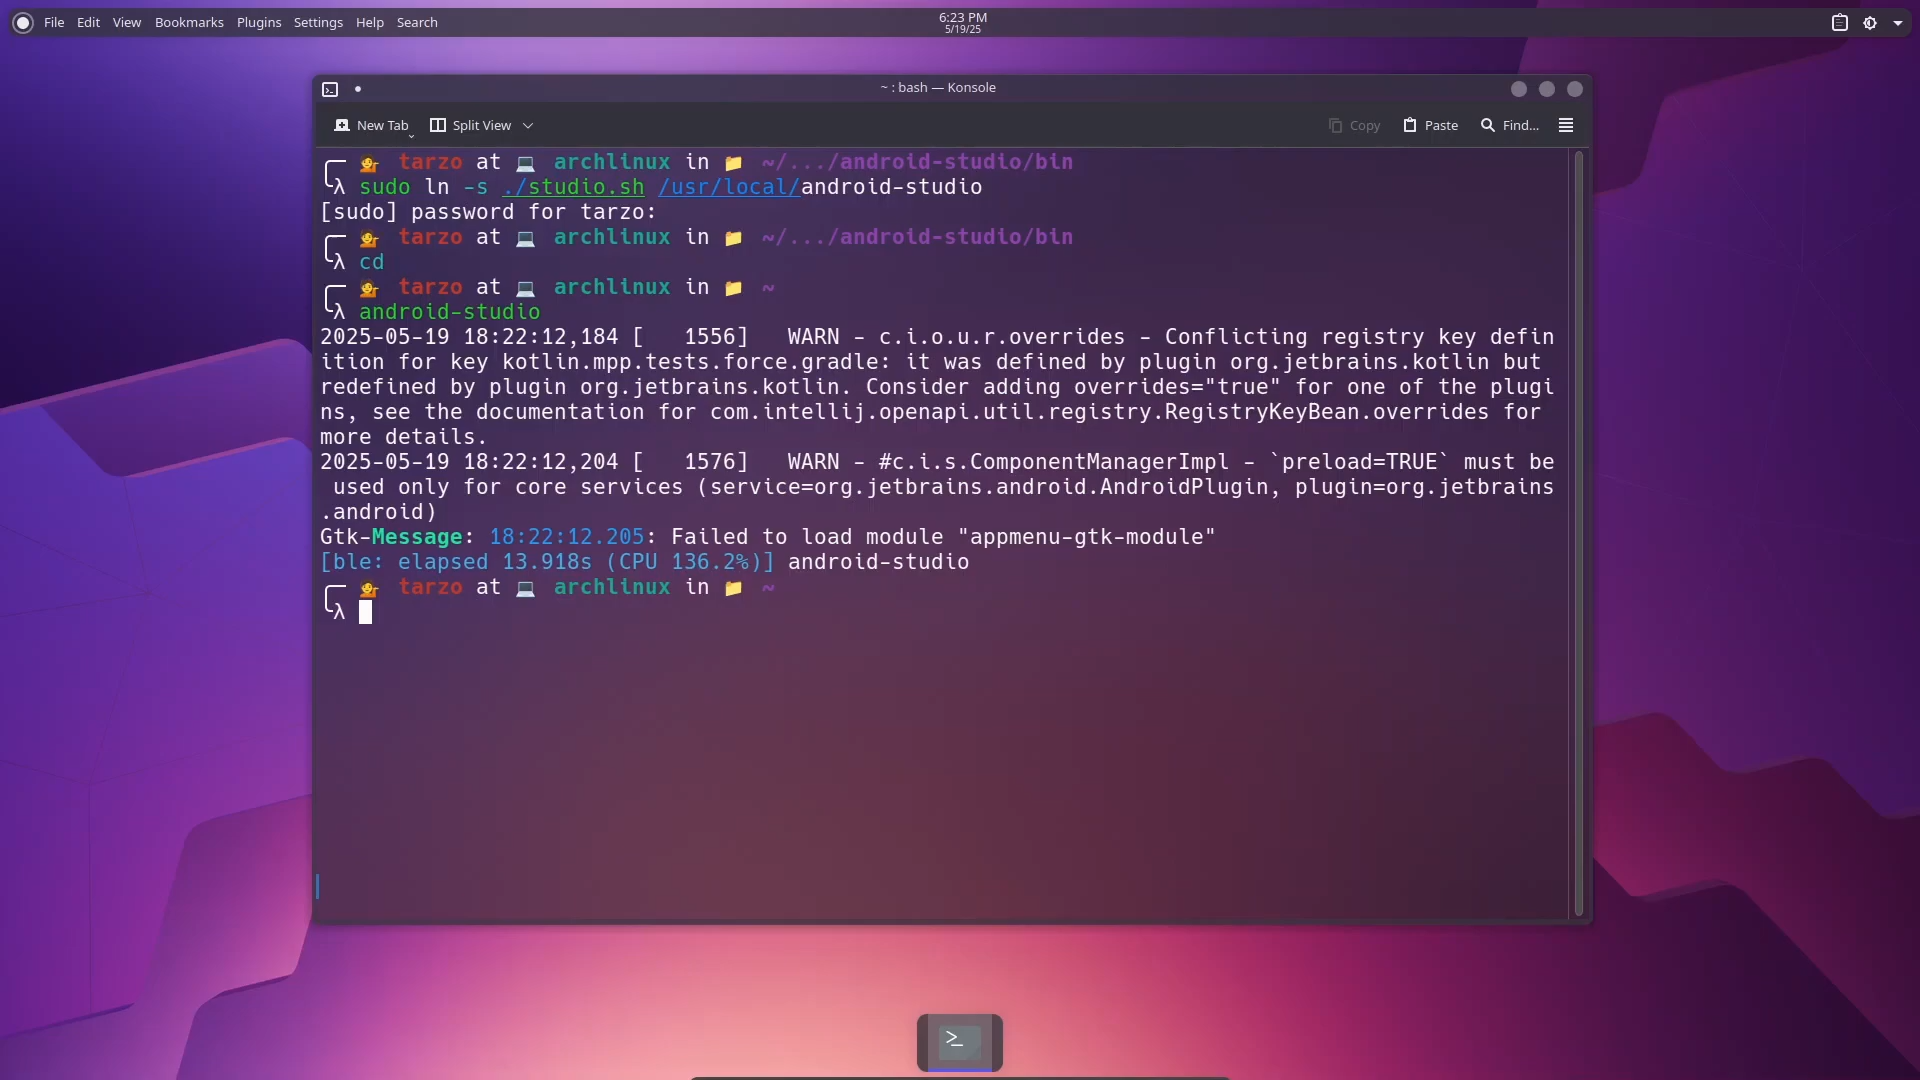 File Edit View Bookmarks Plugins Settings Help Search
6:23 PM
5/19/25
~ : bash — Konsole
New Tab Split View Copy Paste Find...
tarzo at archlinux in ~/.../android-studio/bin
λ sudo ln -s ./studio.sh /usr/local/android-studio
[sudo] password for tarzo:
tarzo at archlinux in ~/.../android-studio/bin
λ cd
tarzo at archlinux in ~
λ android-studio
2025-05-19 18:22:12,184 [   1556]   WARN - c.i.o.u.r.overrides - Conflicting registry key defin
ition for key kotlin.mpp.tests.force.gradle: it was defined by plugin org.jetbrains.kotlin but
redefined by plugin org.jetbrains.kotlin. Consider adding overrides="true" for one of the plugi
ns, see the documentation for com.intellij.openapi.util.registry.RegistryKeyBean.overrides for
more details.
2025-05-19 18:22:12,204 [   1576]   WARN - #c.i.s.ComponentManagerImpl - `preload=TRUE` must be
used only for core services (service=org.jetbrains.android.AndroidPlugin, plugin=org.jetbrains
.android)
Gtk-Message: 18:22:12.205: Failed to load module "appmenu-gtk-module"
[ble: elapsed 13.918s (CPU 136.2%)] android-studio
tarzo at archlinux in ~
λ